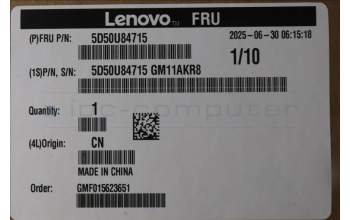 Lenovo™ FRU
(P)FRU P/N: 5D50U84715 2025-06-30 06:15:18
1/10
(1S)P/N, S/N: 5D50U84715 GM11AKR8
Quantity: 1
(4L)Origin: CN
MADE IN CHINA
Order: GMF015623651